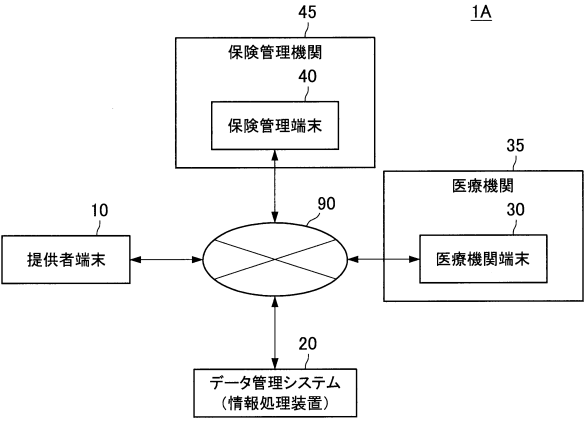 1A
45
保険管理機関
40
保険管理端末
35
医療機関
30
医療機関端末
90
10
提供者端末
20
データ管理システム
(情報処理装置)